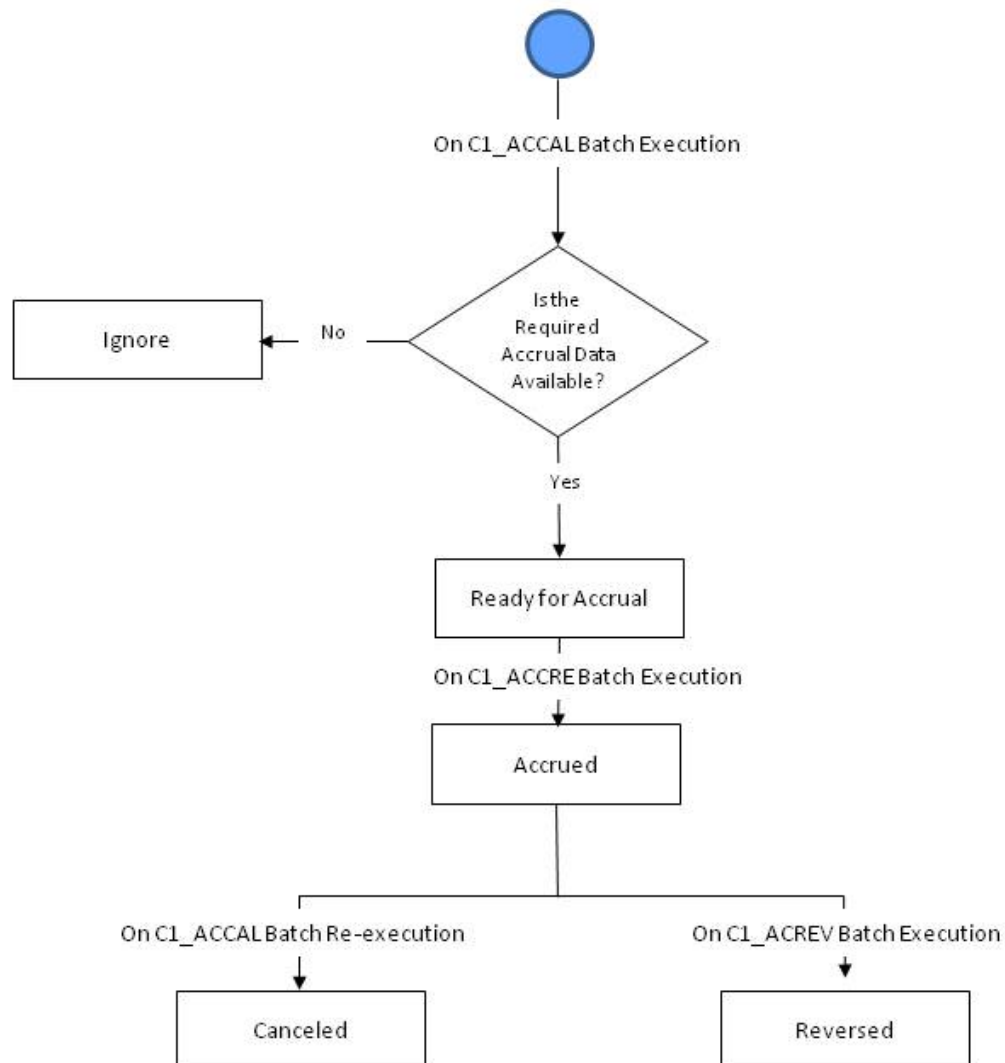 On C1_ACCAL Batch Execution
Is the
Required
Accrual Data
Available?
No
Ignore
Yes
Ready for Accrual
On C1_ACCRE Batch Execution
Accrued
On C1_ACCAL Batch Re-execution
On C1_ACREV Batch Execution
Canceled
Reversed